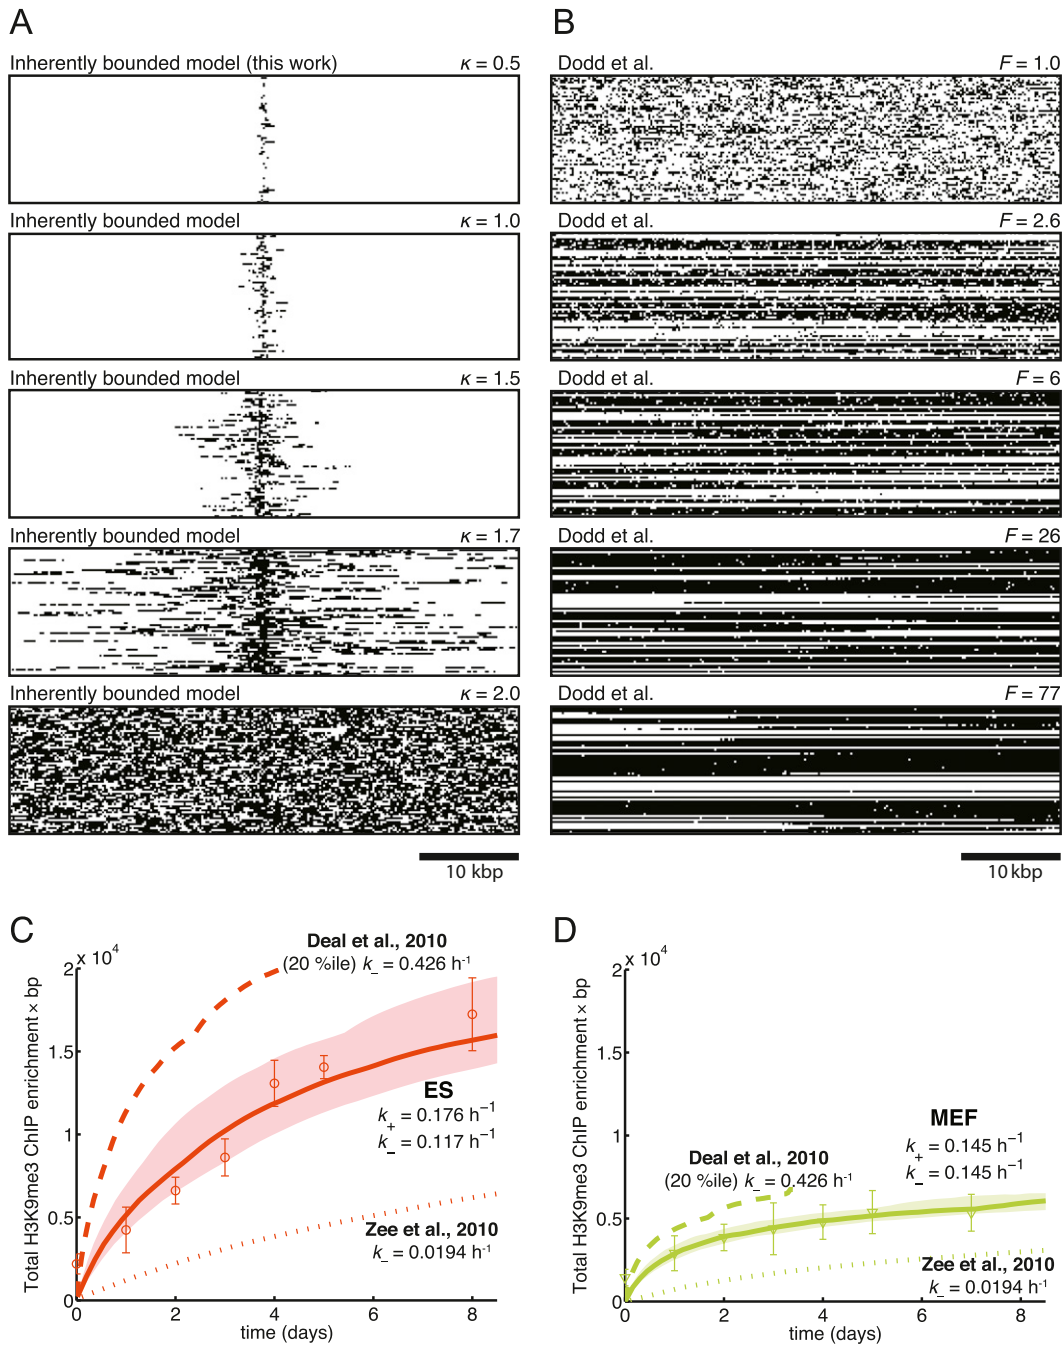 A
B
Inherently bounded model (this work) κ = 0.5
Dodd et al. F = 1.0
Inherently bounded model κ = 1.0
Dodd et al. F = 2.6
Inherently bounded model κ = 1.5
Dodd et al. F = 6
Inherently bounded model κ = 1.7
Dodd et al. F = 26
Inherently bounded model κ = 2.0
Dodd et al. F = 77
10 kbp
10 kbp
C
x 10⁴
Total H3K9me3 ChIP enrichment × bp
2
1.5
1
0.5
0
0 2 4 6 8
time (days)
Deal et al., 2010
(20 %ile) k_ = 0.426 h⁻¹
ES
k₊ = 0.176 h⁻¹
k_ = 0.117 h⁻¹
Zee et al., 2010
k_ = 0.0194 h⁻¹
D
x 10⁴
Total H3K9me3 ChIP enrichment × bp
2
1.5
1
0.5
0
0 2 4 6 8
time (days)
MEF
k₊ = 0.145 h⁻¹
k_ = 0.145 h⁻¹
Deal et al., 2010
(20 %ile) k_ = 0.426 h⁻¹
Zee et al., 2010
k_ = 0.0194 h⁻¹